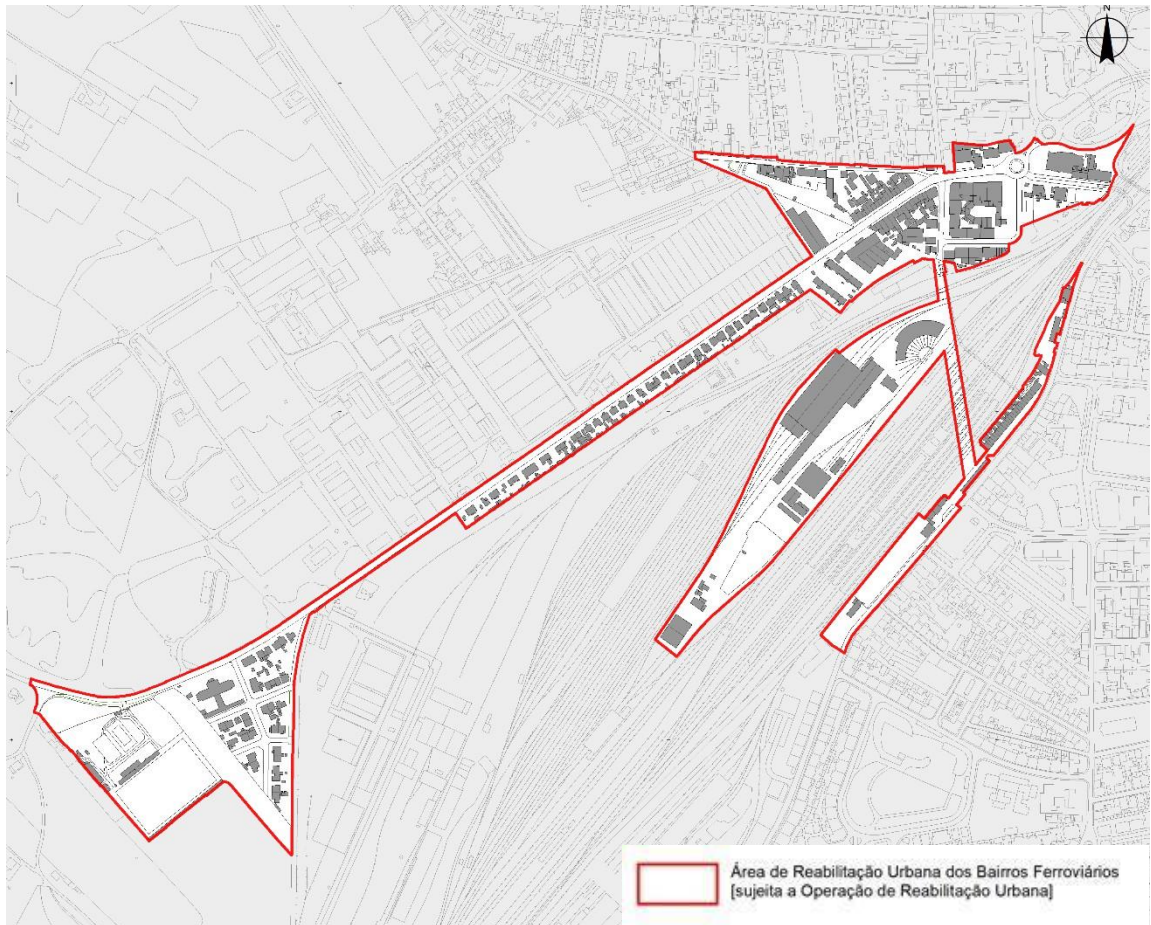 N
Área de Reabilitação Urbana dos Bairros Ferroviários
[sujeita a Operação de Reabilitação Urbana]